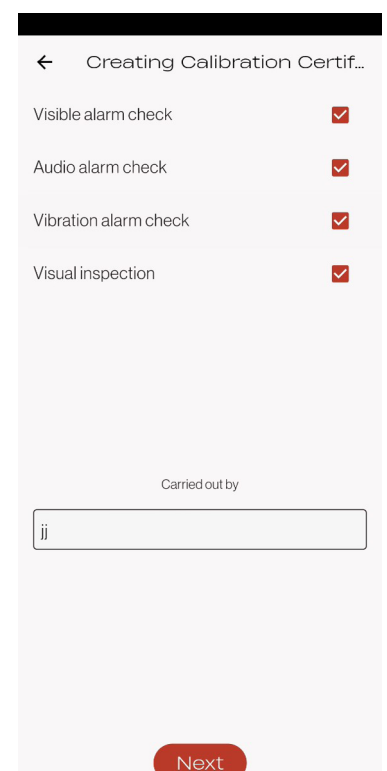 Creating Calibration Certif...
Visible alarm check
Audio alarm check
Vibration alarm check
Visual inspection
Carried out by
jj
Next